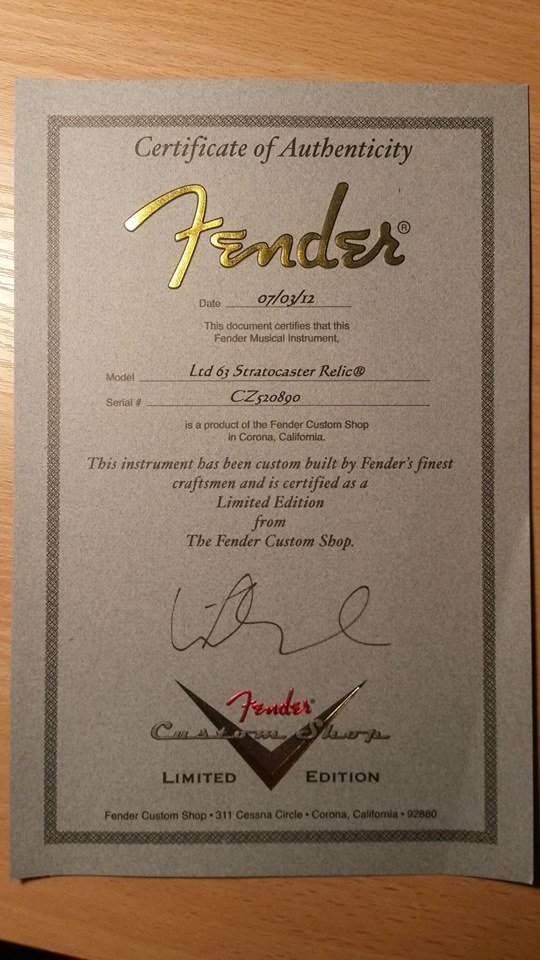 Certificate of Authenticity
Fender®
Date 07/03/12
This document certifies that this
Fender Musical Instrument,
Model Ltd 63 Stratocaster Relic®
Serial # CZ520890
is a product of the Fender Custom Shop
in Corona, California.
This instrument has been custom built by Fender's finest
craftsmen and is certified as a
Limited Edition
from
The Fender Custom Shop.
Fender®
Custom Shop
LIMITED EDITION
Fender Custom Shop • 311 Cessna Circle • Corona, California • 92880